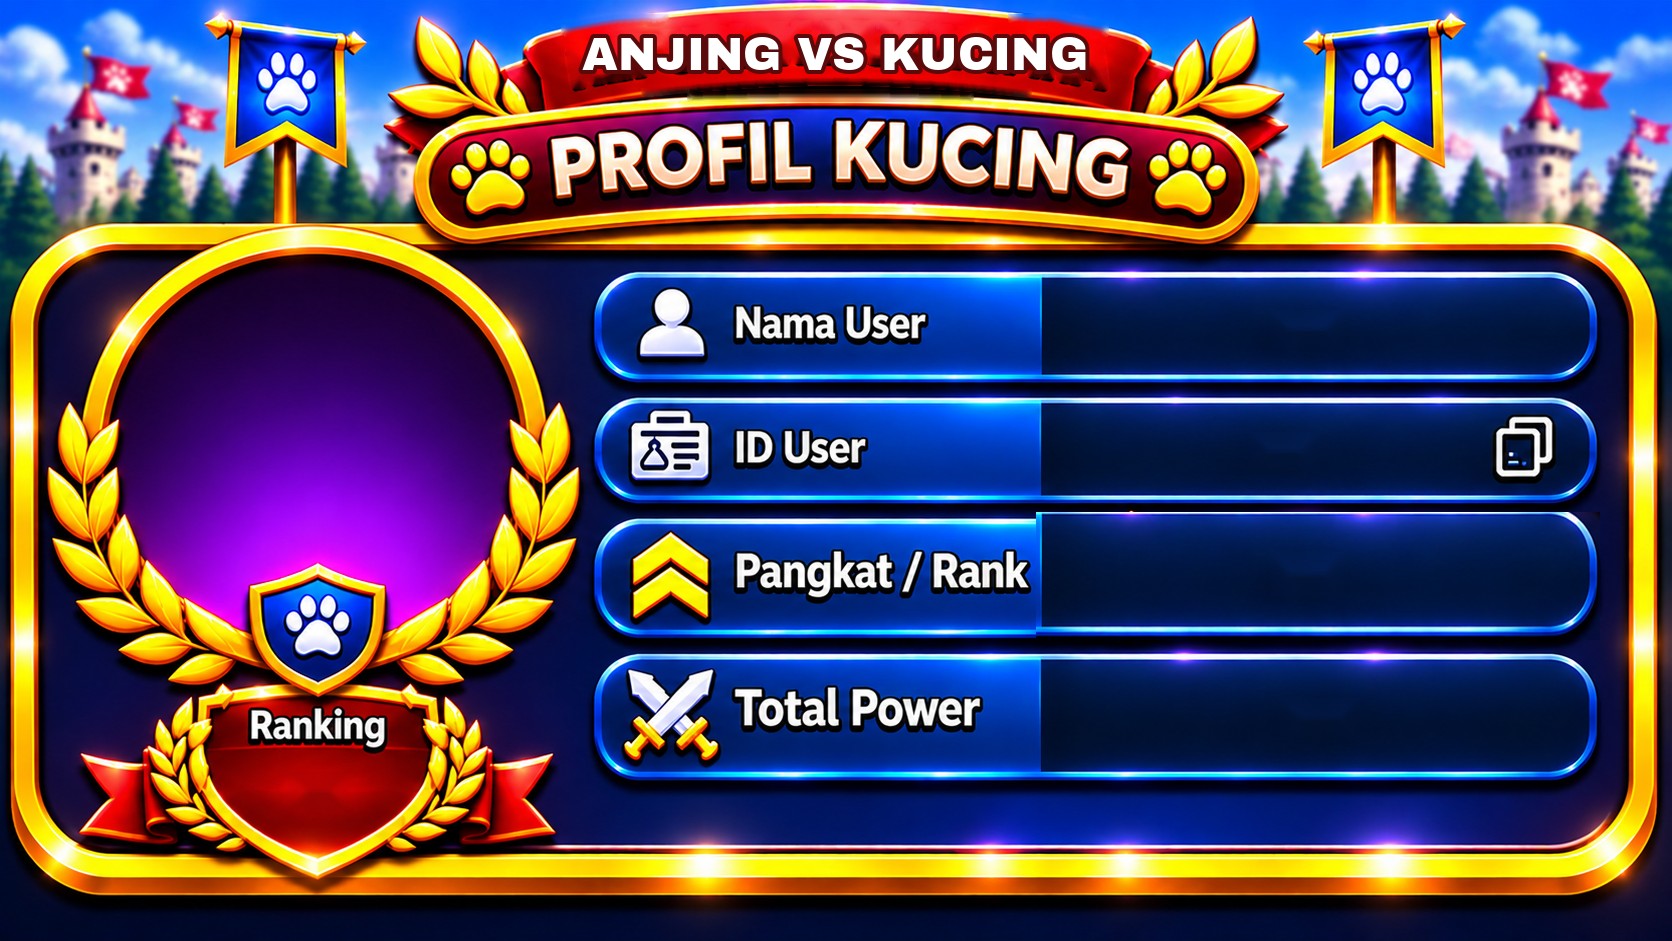 ANJING VS KUCING
PROFIL KUCING
Nama User
ID User
Pangkat / Rank
Total Power
Ranking